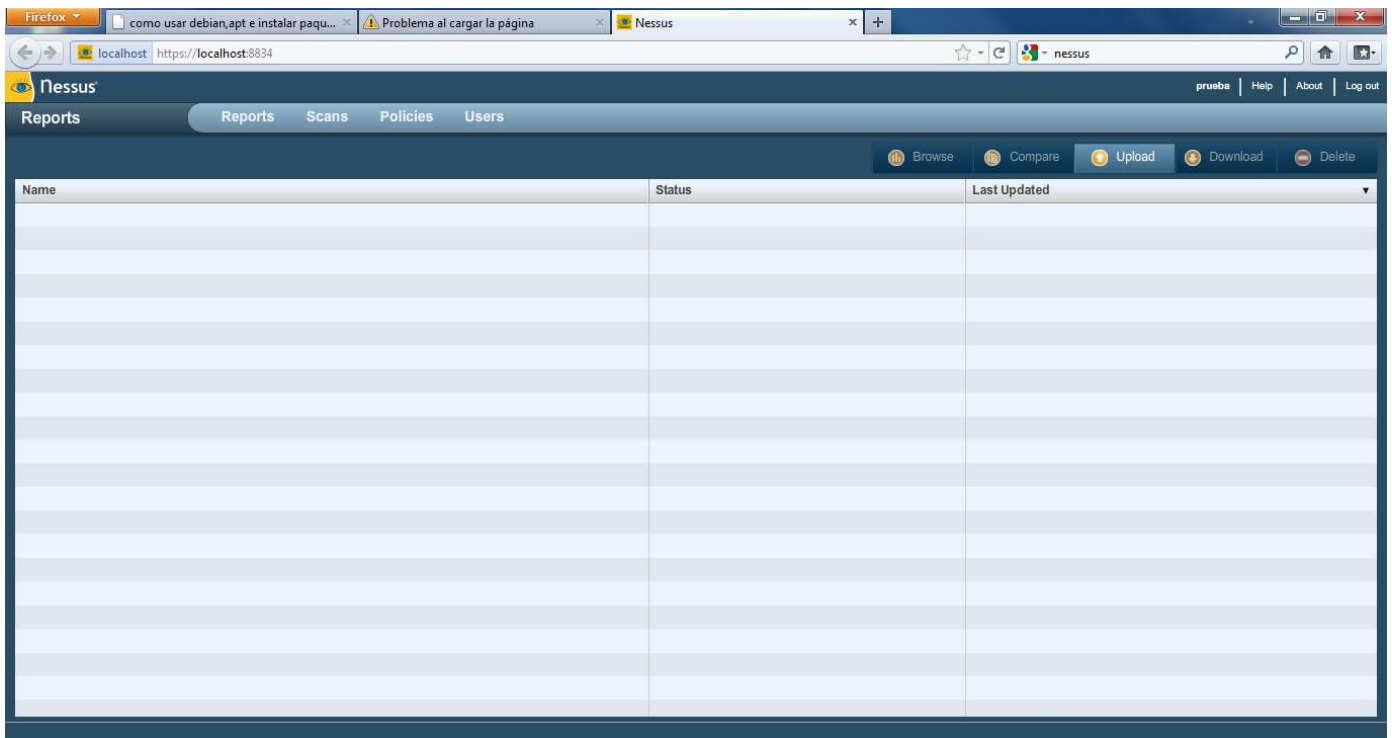 Firefox
como usar debian,apt e instalar paqu...
Problema al cargar la página
Nessus
localhost https://localhost:8834
nessus
nessus
prueba Help About Log out
Reports
Reports Scans Policies Users
Browse Compare Upload Download Delete
Name Status Last Updated